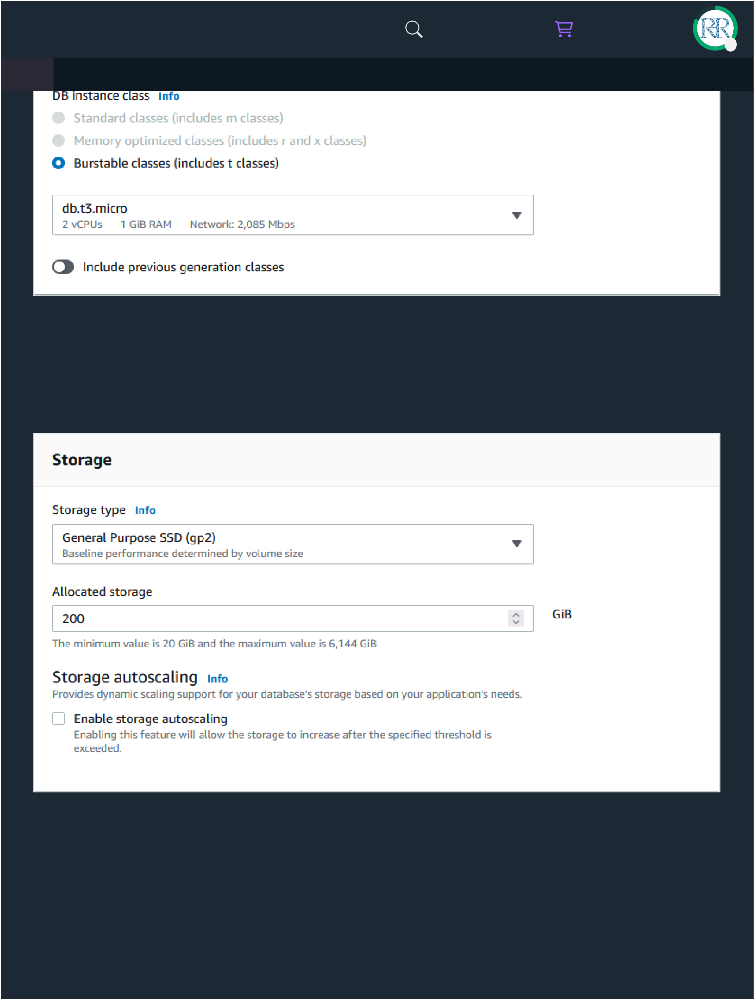 RR
DB instance class Info
Standard classes (includes m classes)
Memory optimized classes (includes r and x classes)
Burstable classes (includes t classes)
db.t3.micro
2 vCPUs 1 GiB RAM Network: 2,085 Mbps
Include previous generation classes
Storage
Storage type Info
General Purpose SSD (gp2)
Baseline performance determined by volume size
Allocated storage
200
GiB
The minimum value is 20 GiB and the maximum value is 6,144 GiB
Storage autoscaling Info
Provides dynamic scaling support for your database's storage based on your application's needs.
Enable storage autoscaling
Enabling this feature will allow the storage to increase after the specified threshold is
exceeded.